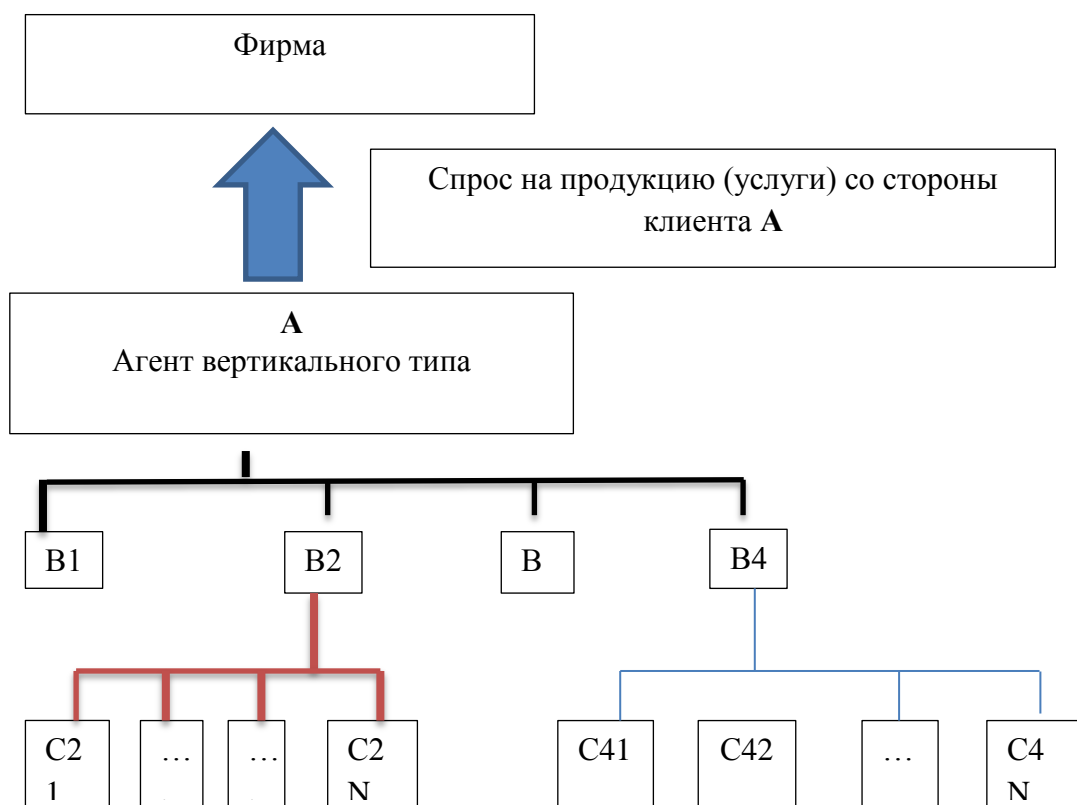 Фирма
Спрос на продукцию (услуги) со стороны
клиента А
А
Агент вертикального типа
В1
В2
В
В4
С2
1
…
.
…
.
С2
N
С41
С42
…
С4
N